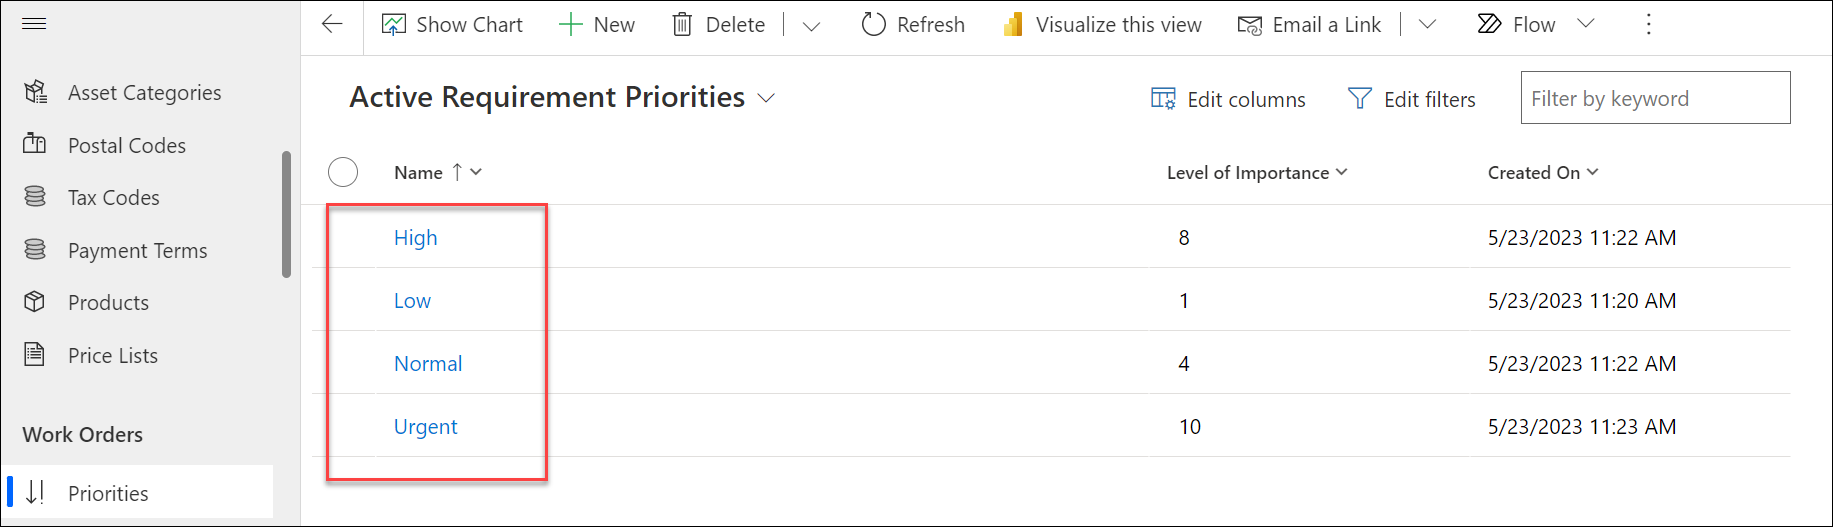 Show Chart New Delete Refresh Visualize this view Email a Link Flow
Asset Categories
Postal Codes
Tax Codes
Payment Terms
Products
Price Lists
Work Orders
Priorities
Active Requirement Priorities
Edit columns Edit filters Filter by keyword
Name Level of Importance Created On
High 8 5/23/2023 11:22 AM
Low 1 5/23/2023 11:20 AM
Normal 4 5/23/2023 11:22 AM
Urgent 10 5/23/2023 11:23 AM